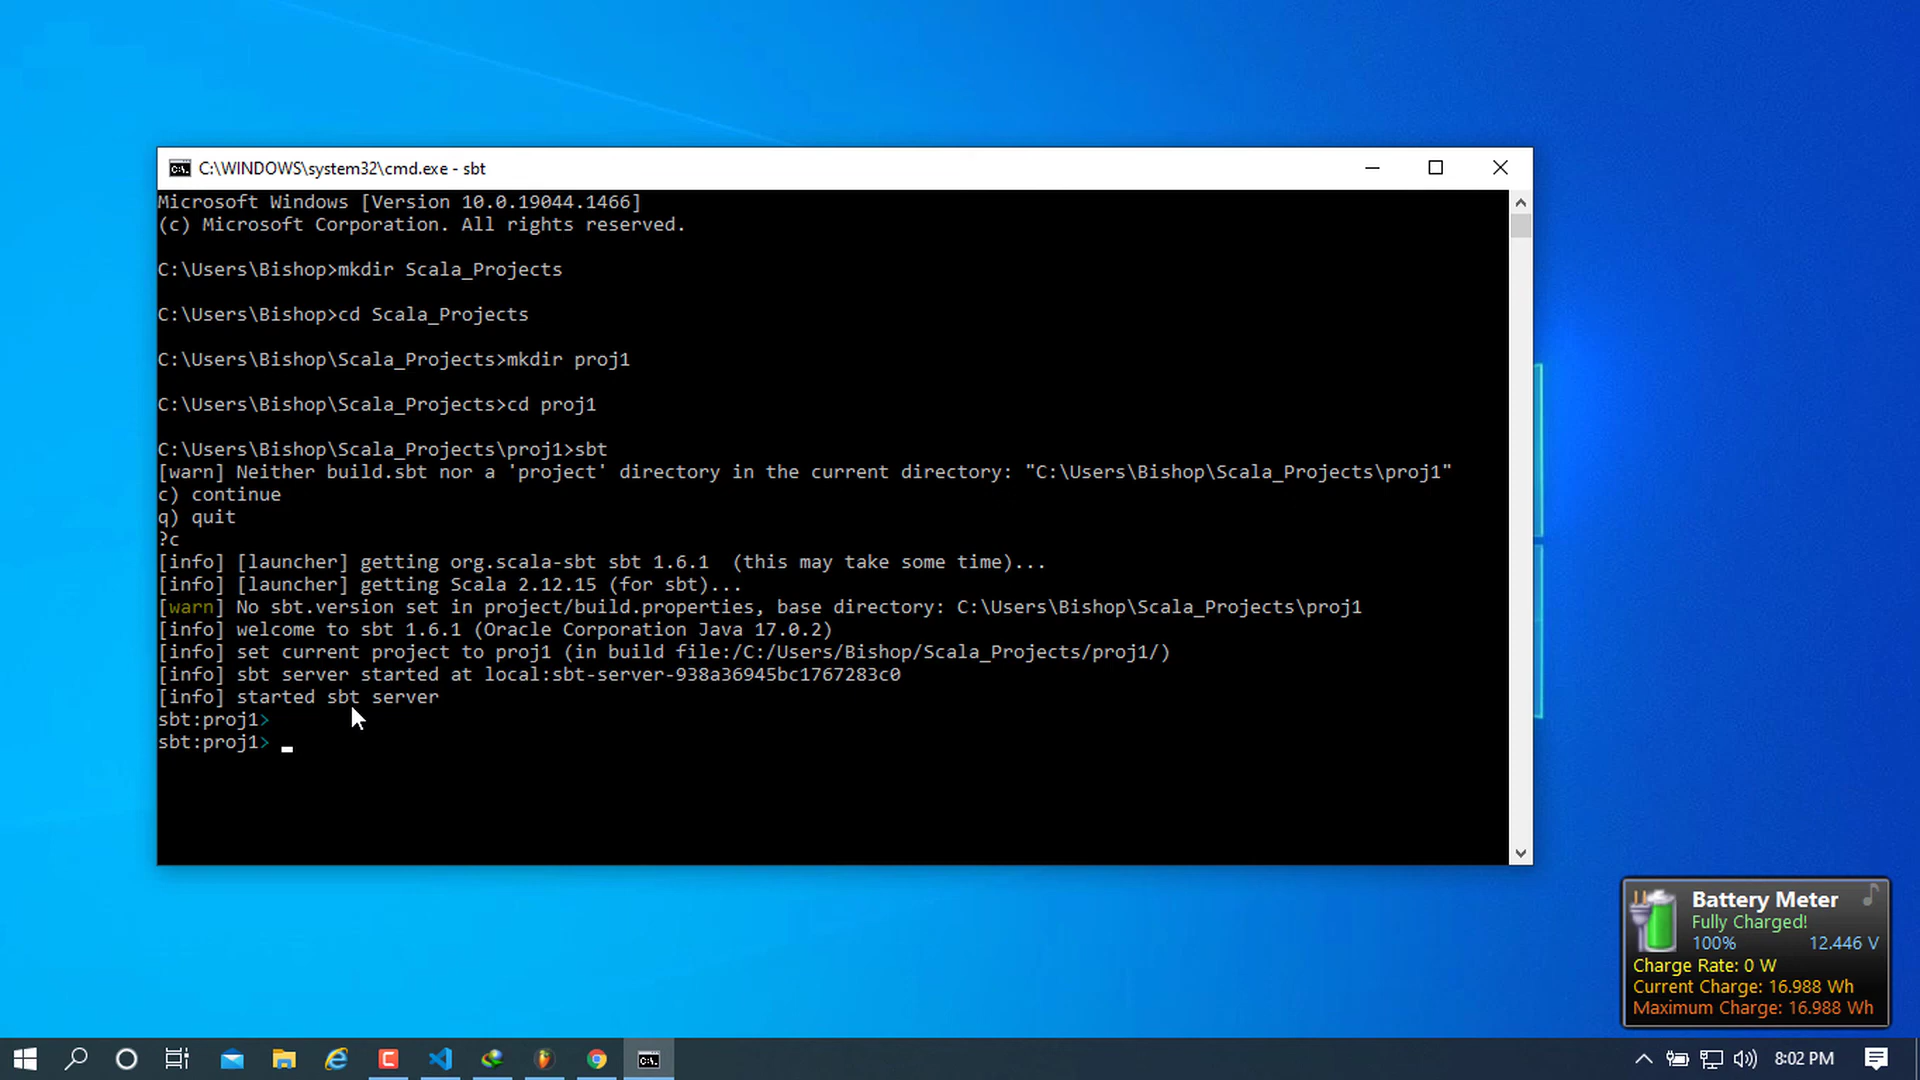 C:\WINDOWS\system32\cmd.exe - sbt
Microsoft Windows [Version 10.0.19044.1466]
(c) Microsoft Corporation. All rights reserved.
C:\Users\Bishop>mkdir Scala_Projects
C:\Users\Bishop>cd Scala_Projects
C:\Users\Bishop\Scala_Projects>mkdir proj1
C:\Users\Bishop\Scala_Projects>cd proj1
C:\Users\Bishop\Scala_Projects\proj1>sbt
[warn] Neither build.sbt nor a 'project' directory in the current directory: "C:\Users\Bishop\Scala_Projects\proj1"
c) continue
q) quit
?c
[info] [launcher] getting org.scala-sbt sbt 1.6.1  (this may take some time)...
[info] [launcher] getting Scala 2.12.15 (for sbt)...
[warn] No sbt.version set in project/build.properties, base directory: C:\Users\Bishop\Scala_Projects\proj1
[info] welcome to sbt 1.6.1 (Oracle Corporation Java 17.0.2)
[info] set current project to proj1 (in build file:/C:/Users/Bishop/Scala_Projects/proj1/)
[info] sbt server started at local:sbt-server-938a36945bc1767283c0
[info] started sbt server
sbt:proj1>
sbt:proj1> _
Battery Meter
Fully Charged!
100% 12.446 V
Charge Rate: 0 W
Current Charge: 16.988 Wh
Maximum Charge: 16.988 Wh
8:02 PM